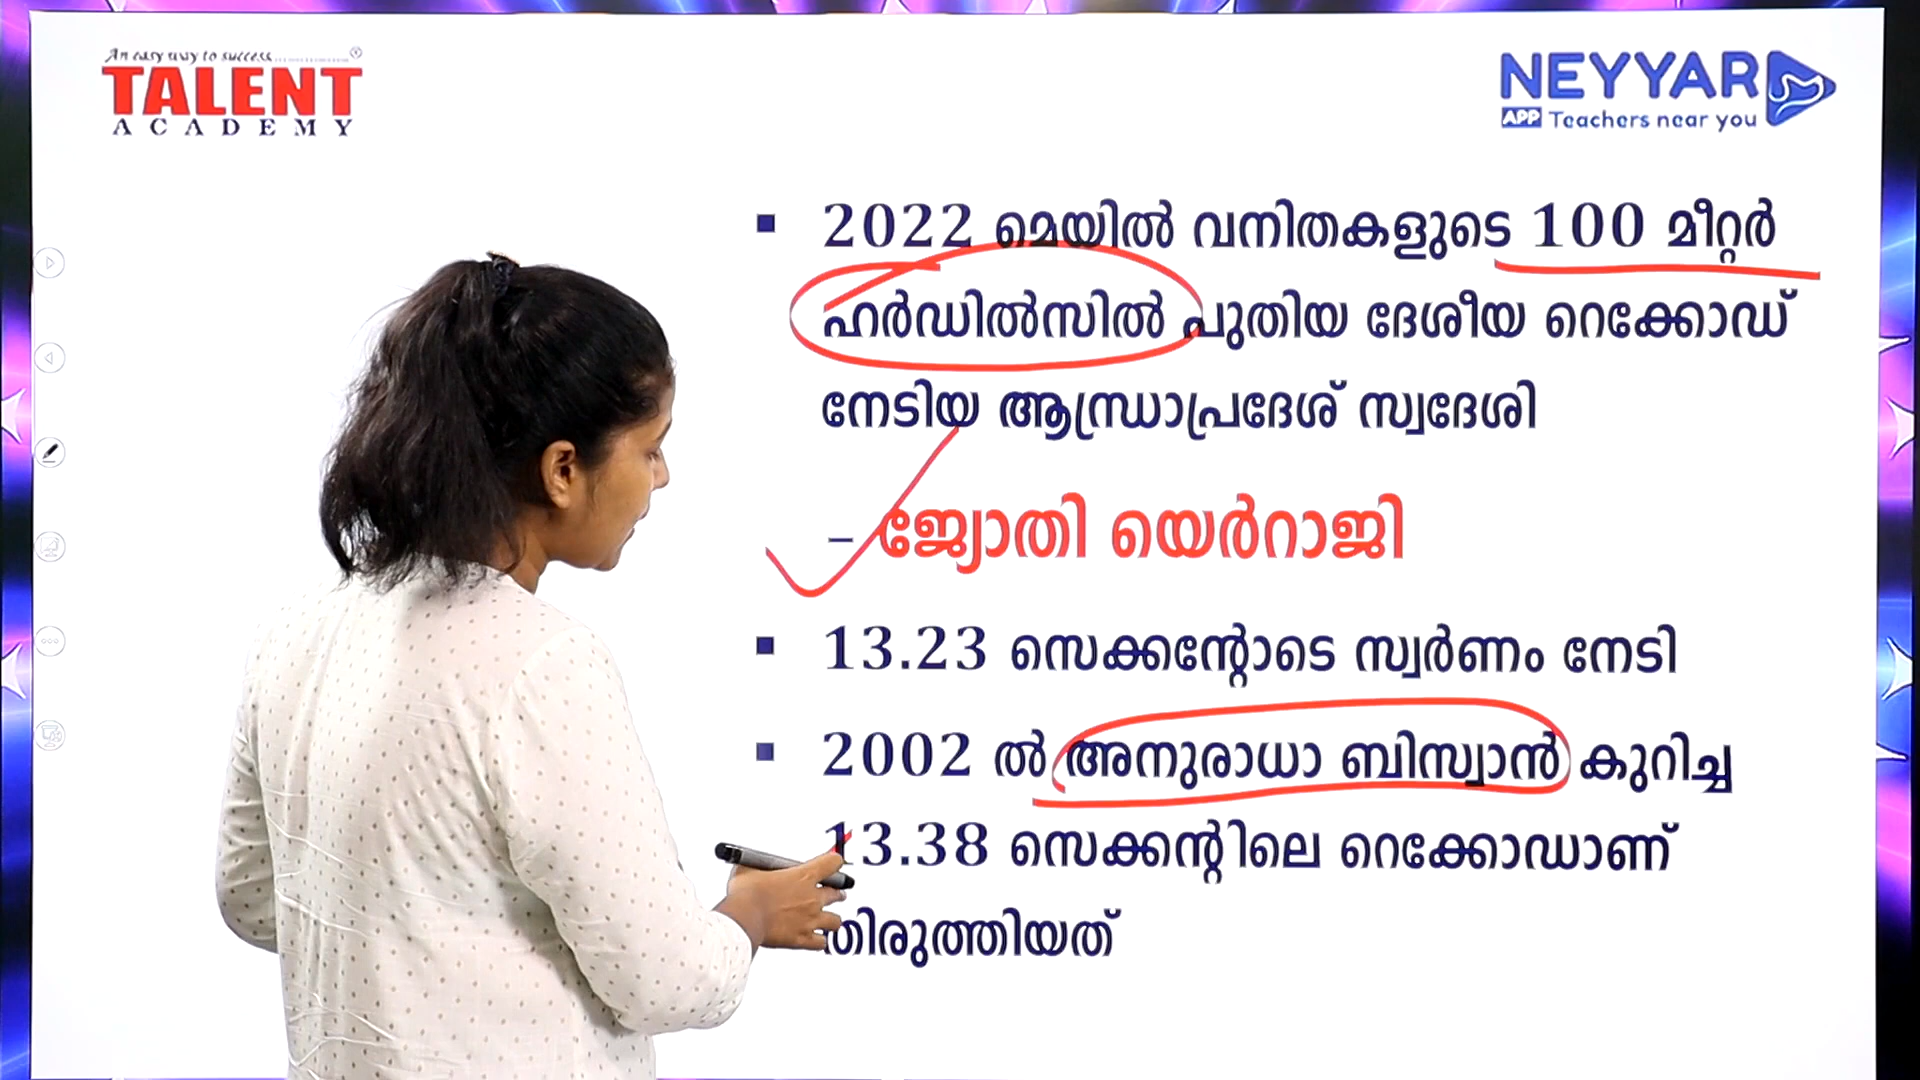 An easy way to success..............
TALENT
ACADEMY
NEYYAR
APP Teachers near you
▪ 2022 മെയിൽ വനിതകളുടെ 100 മീറ്റർ
ഹർഡിൽസിൽ പുതിയ ദേശീയ റെക്കോഡ്
നേടിയ ആന്ധ്രാപ്രദേശ് സ്വദേശി
– ജ്യോതി യെർറാജി
▪ 13.23 സെക്കന്റോടെ സ്വർണം നേടി
▪ 2002 ൽ അനുരാധാ ബിസ്വാൻ കുറിച്ച
13.38 സെക്കന്റിലെ റെക്കോഡാണ്
തിരുത്തിയത്